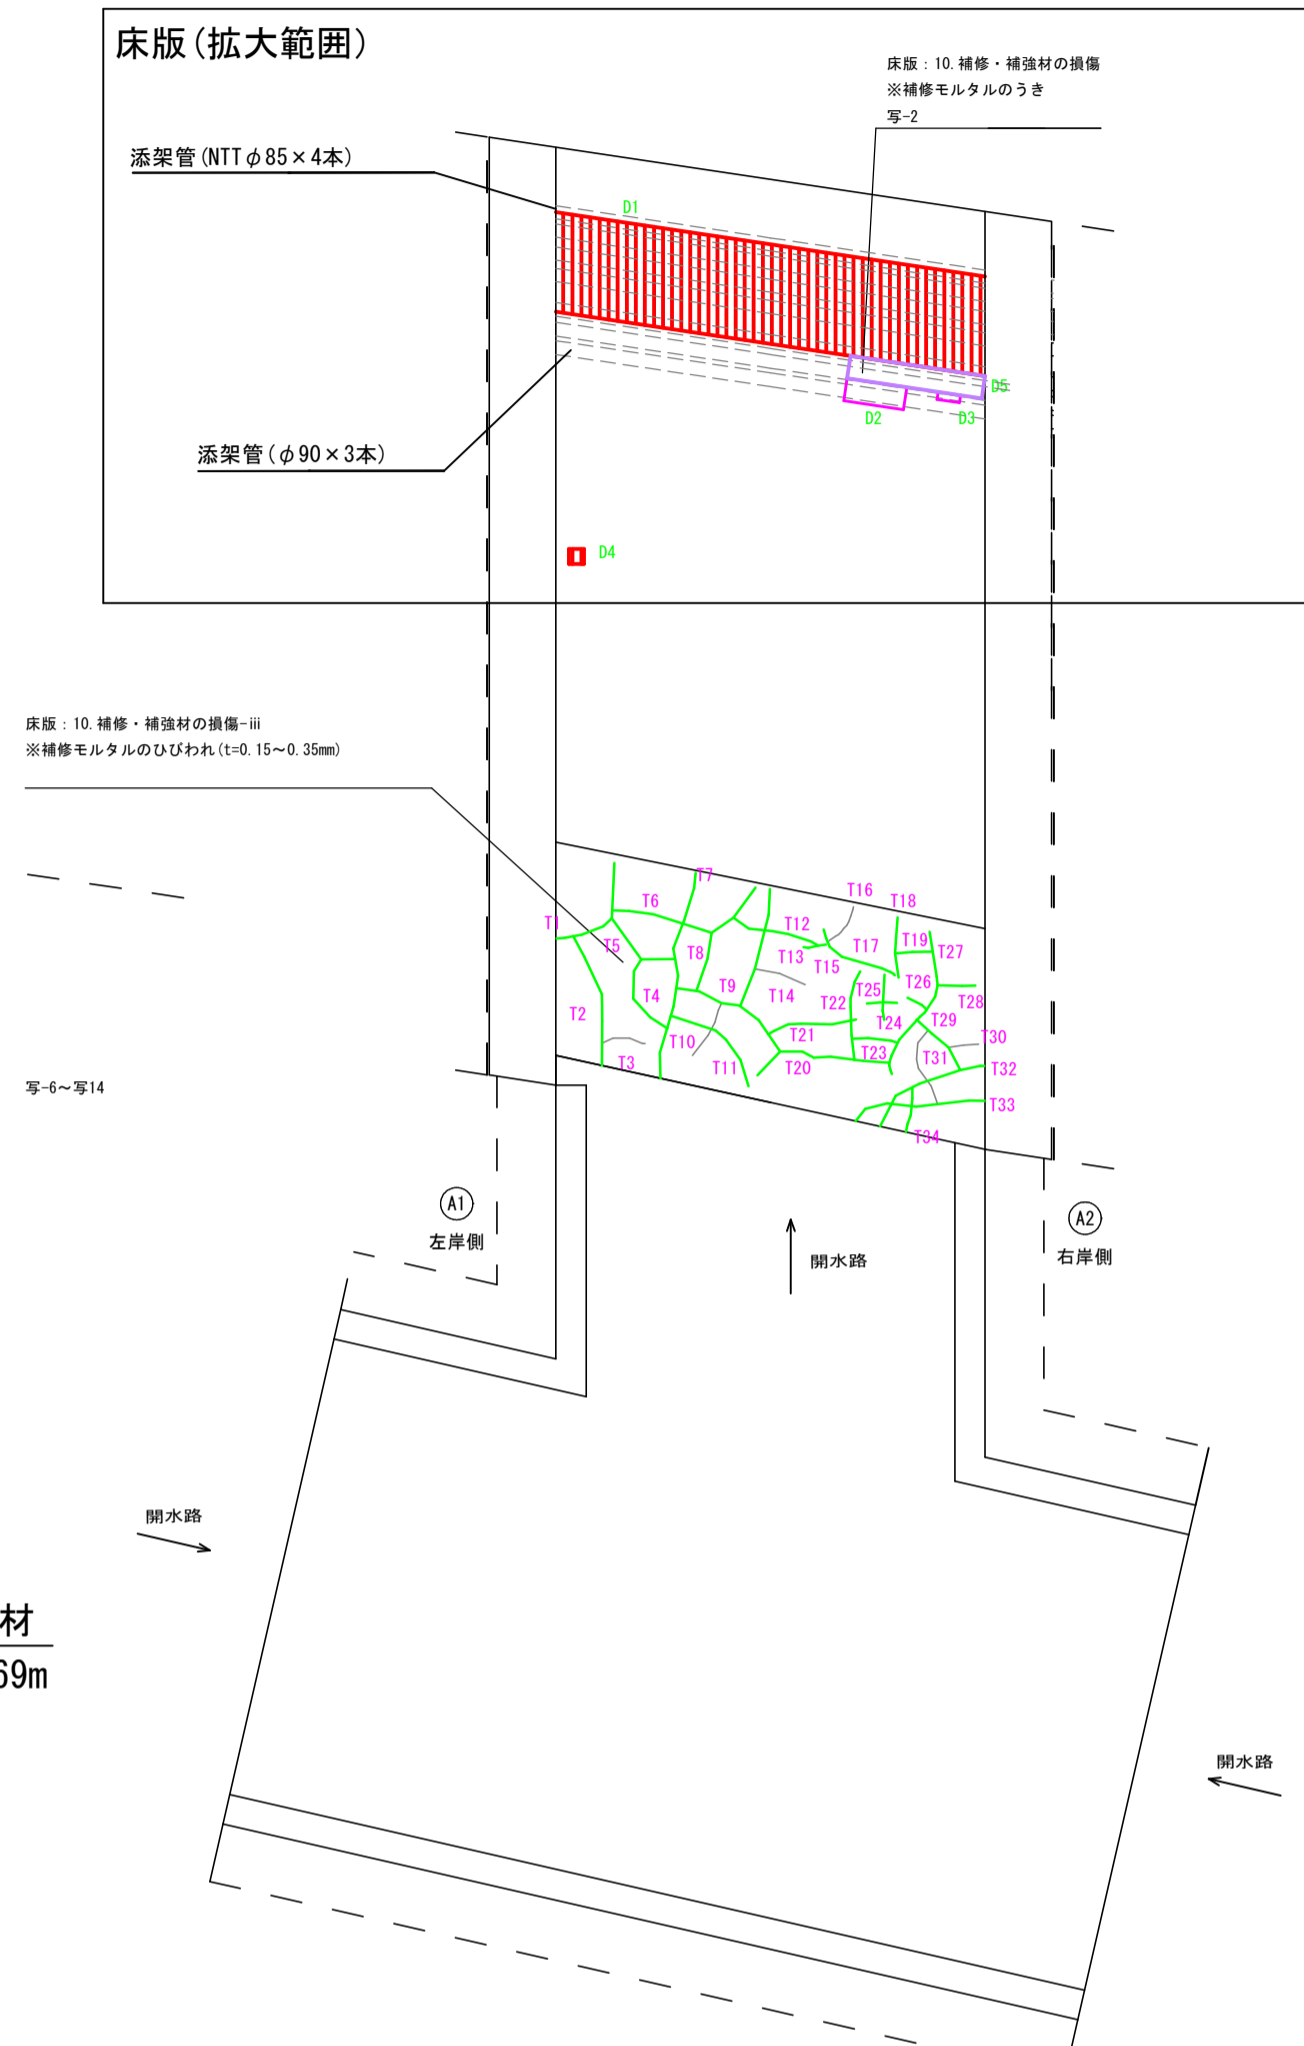 床版(拡大範囲)
床版：10.補修・補強材の損傷
※補修モルタルのうき
写-2
添架管(NTTφ85×4本)
D1
D5
D2
D3
添架管(φ90×3本)
D4
床版：10.補修・補強材の損傷-ⅲ
※補修モルタルのひびわれ(t=0.15～0.35mm)
T7
T16
T6
T18
T1
T12
T5
T17
T19
T8
T13
T27
T15
T9
T26
T4
T14
T25
T22
T28
T2
T24
T29
T21
T30
T10
T23
T31
T3
T11
T20
T32
写-6～写14
T33
T34
A1
左岸側
A2
右岸側
開水路
開水路
材
69m
開水路